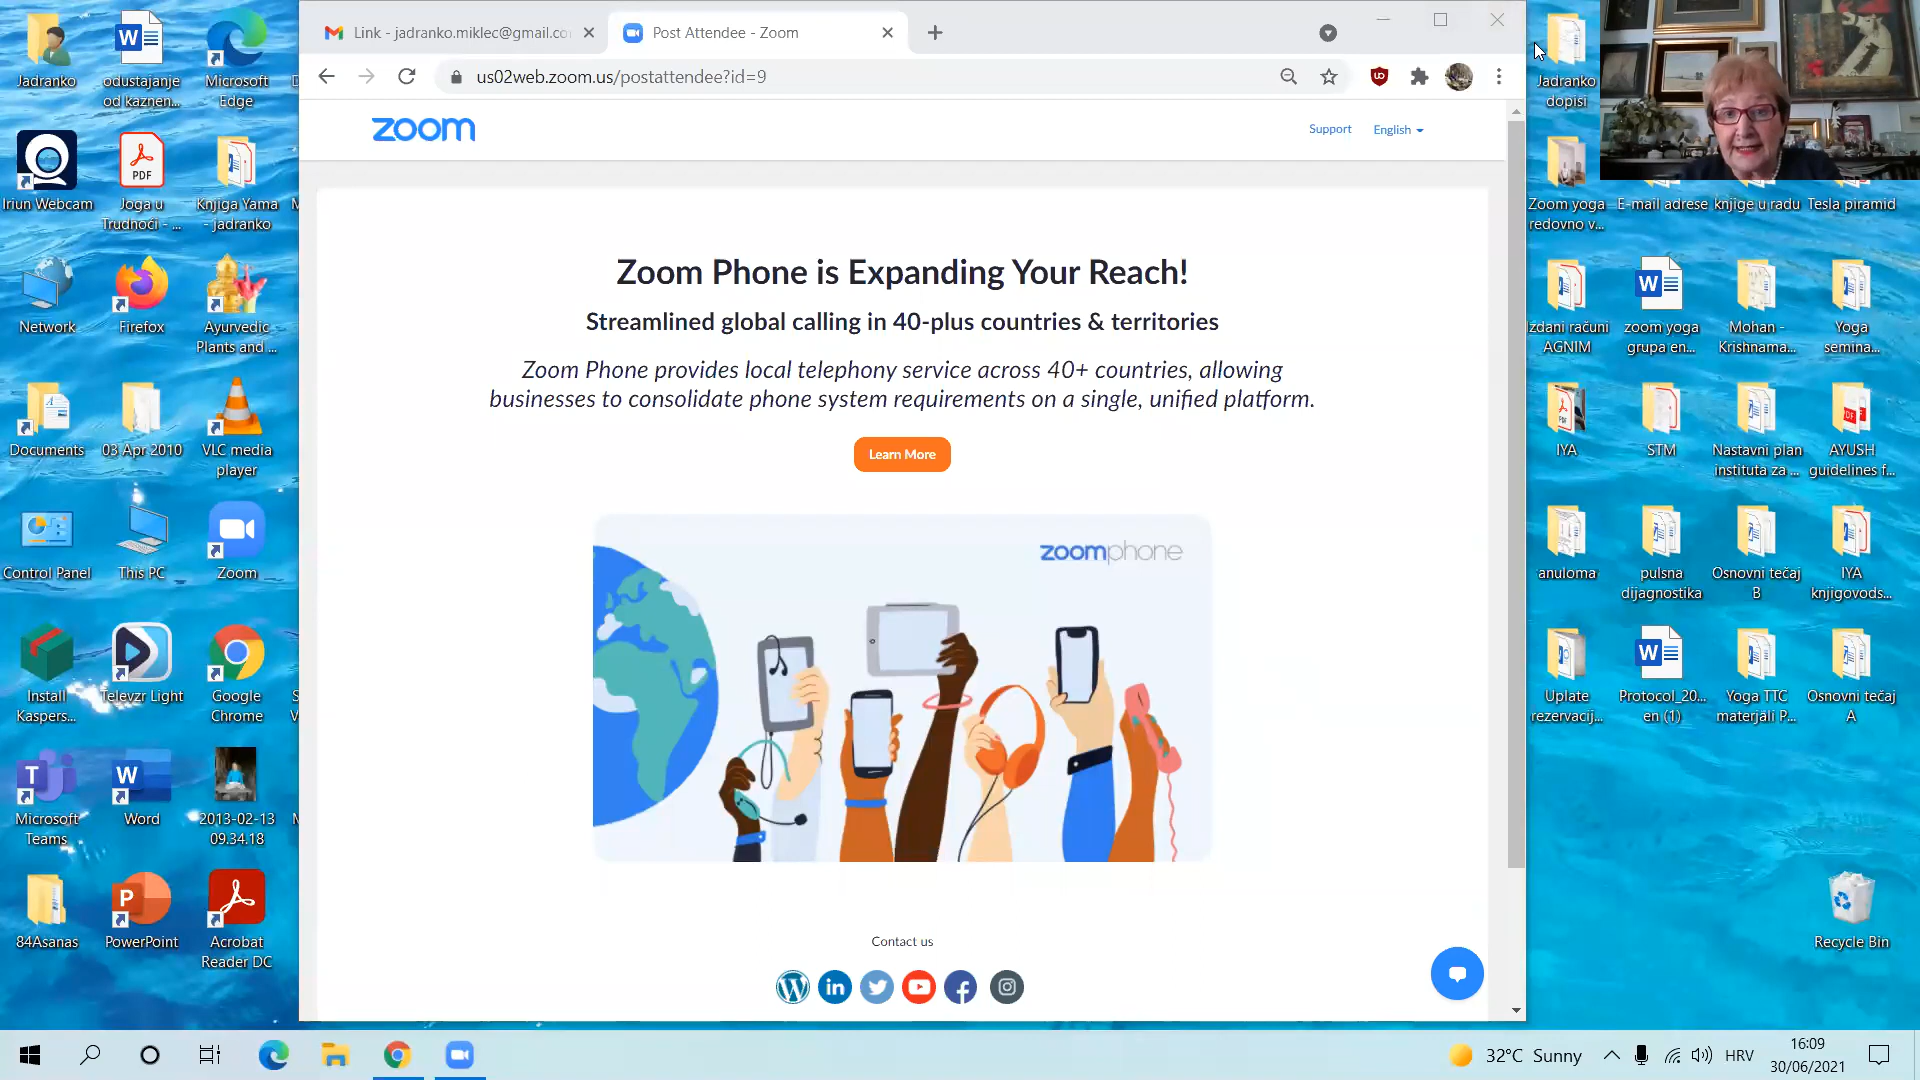 Link - jadranko.miklec@gmail.co
Post Attendee - Zoom
us02web.zoom.us/postattendee?id=9
zoom
Support
English
Zoom Phone is Expanding Your Reach!
Streamlined global calling in 40-plus countries & territories
Zoom Phone provides local telephony service across 40+ countries, allowing
businesses to consolidate phone system requirements on a single, unified platform.
Learn More
zoomphone
Contact us
Jadranko
odustajanje
od kaznen...
Microsoft
Edge
Iriun Webcam
PDF
Joga u
Trudnoći - ...
Knjiga Yama
- jadranko
Network
Firefox
Ayurvedic
Plants and ...
Documents
03 Apr 2010
VLC media
player
Control Panel
This PC
Zoom
Install
Kaspers...
Televzr Light
Google
Chrome
Microsoft
Teams
Word
2013-02-13
09.34.18
84Asanas
PowerPoint
Acrobat
Reader DC
Jadranko
dopisi
Zoom yoga
redovno v...
E-mail adrese
knjige u radu
Tesla piramid
Izdani računi
AGNIM
zoom yoga
grupa en...
Mohan -
Krishnama...
Yoga
semina...
IYA
STM
Nastavni plan
instituta za ...
AYUSH
guidelines f...
anuloma
pulsna
dijagnostika
Osnovni tečaj
B
IYA
knjigovods...
Uplate
rezervacij...
Protocol_20...
en (1)
Yoga TTC
materjali P...
Osnovni tečaj
A
Recycle Bin
32°C Sunny
HRV
16:09
30/06/2021